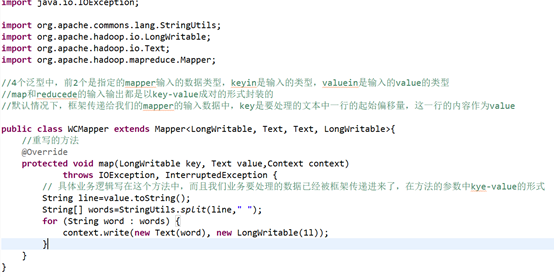 import java.io.IOException;
import org.apache.commons.lang.StringUtils;
import org.apache.hadoop.io.LongWritable;
import org.apache.hadoop.io.Text;
import org.apache.hadoop.mapreduce.Mapper;
//4个泛型中，前2个是指定的mapper输入的数据类型，keyin是输入的类型，valuein是输入的value的类型
//map和reducede的输入输出都是以key-value成对的形式封装的
//默认情况下，框架传递给我们的mapper的输入数据中，key是要处理的文本中一行的起始偏移量，这一行的内容作为value
public class WCMapper extends Mapper<LongWritable, Text, Text, LongWritable>{
//重写的方法
@Override
protected void map(LongWritable key, Text value,Context context)
throws IOException, InterruptedException {
// 具体业务逻辑写在这个方法中，而且我们业务要处理的数据已经被框架传递进来了，在方法的参数中kye-value的形式
String line=value.toString();
String[] words=StringUtils.split(line," ");
for (String word : words) {
context.write(new Text(word), new LongWritable(1l));
}
}
}